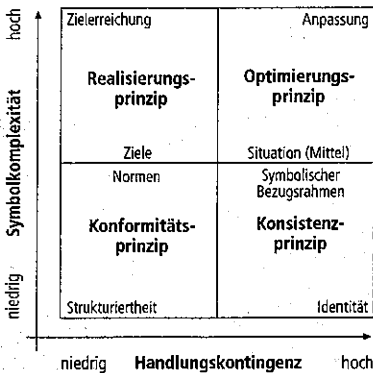 hoch
Symbolkomplexität
niedrig
Zielerreichung
Realisierungs-
prinzip
Ziele
Anpassung
Optimierungs-
prinzip
Situation (Mittel)
Normen
Konformitäts-
prinzip
Strukturiertheit
Symbolischer
Bezugsrahmen
Konsistenz-
prinzip
Identität
niedrig Handlungskontingenz hoch